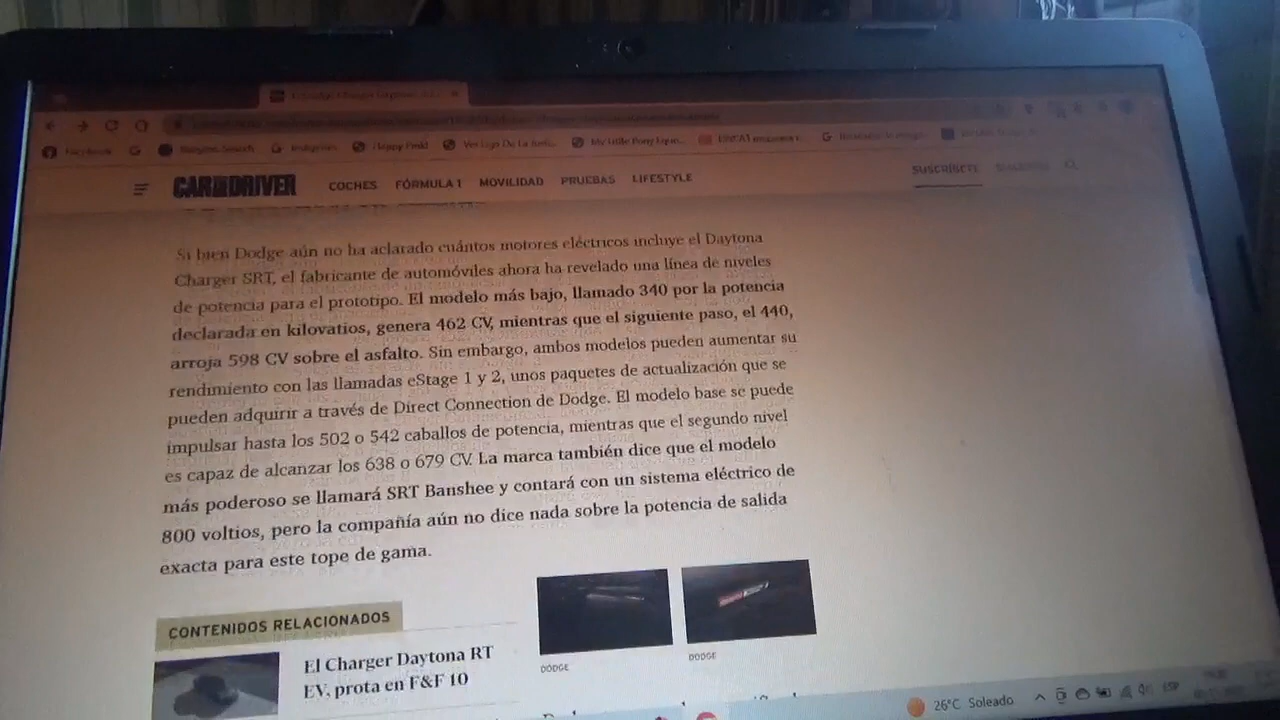 Facebook
CAR AND DRIVER
COCHES FÓRMULA 1 MOVILIDAD PRUEBAS LIFESTYLE
SUSCRÍBETE
Si bien Dodge aún no ha aclarado cuántos motores eléctricos incluye el Daytona
Charger SRT, el fabricante de automóviles ahora ha revelado una línea de niveles
de potencia para el prototipo. El modelo más bajo, llamado 340 por la potencia
declarada en kilovatios, genera 462 CV, mientras que el siguiente paso, el 440,
arroja 598 CV sobre el asfalto. Sin embargo, ambos modelos pueden aumentar su
rendimiento con las llamadas eStage 1 y 2, unos paquetes de actualización que se
pueden adquirir a través de Direct Connection de Dodge. El modelo base se puede
impulsar hasta los 502 o 542 caballos de potencia, mientras que el segundo nivel
es capaz de alcanzar los 638 o 679 CV. La marca también dice que el modelo
más poderoso se llamará SRT Banshee y contará con un sistema eléctrico de
800 voltios, pero la compañía aún no dice nada sobre la potencia de salida
exacta para este tope de gama.
CONTENIDOS RELACIONADOS
El Charger Daytona RT
EV, prota en F&F 10
DODGE
DODGE
26°C Soleado
ESP